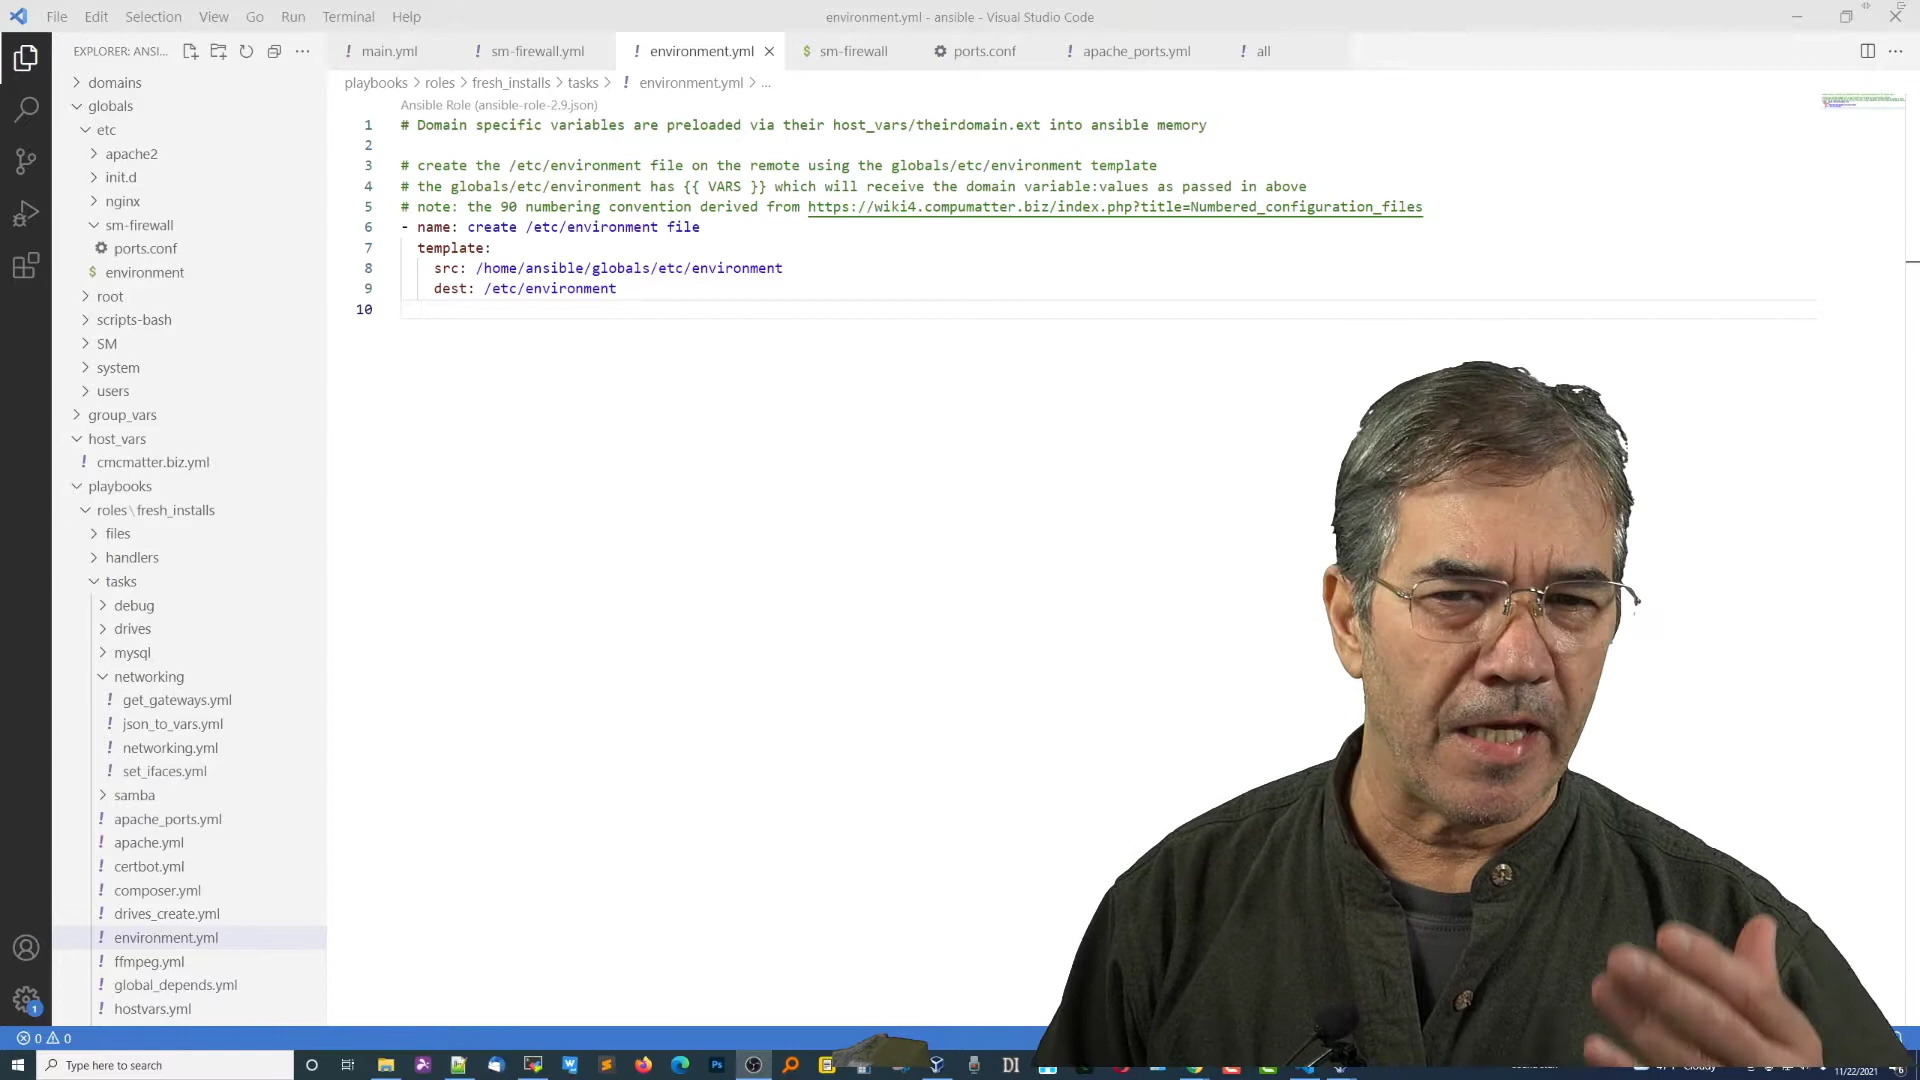 File Edit Selection View Go Run Terminal Help
environment.yml - ansible - Visual Studio Code
EXPLORER: ANSI...
main.yml
sm-firewall.yml
environment.yml
sm-firewall
ports.conf
apache_ports.yml
all
playbooks > roles > fresh_installs > tasks > ! environment.yml > ...
Ansible Role (ansible-role-2.9.json)
1 # Domain specific variables are preloaded via their host_vars/theirdomain.ext into ansible memory
2
3 # create the /etc/environment file on the remote using the globals/etc/environment template
4 # the globals/etc/environment has {{ VARS }} which will receive the domain variable:values as passed in above
5 # note: the 90 numbering convention derived from https://wiki4.compumatter.biz/index.php?title=Numbered_configuration_files
6 - name: create /etc/environment file
7 template:
8 src: /home/ansible/globals/etc/environment
9 dest: /etc/environment
10
domains
globals
etc
apache2
init.d
nginx
sm-firewall
ports.conf
$ environment
root
scripts-bash
SM
system
users
group_vars
host_vars
! cmcmatter.biz.yml
playbooks
roles\fresh_installs
files
handlers
tasks
debug
drives
mysql
networking
! get_gateways.yml
! json_to_vars.yml
! networking.yml
! set_ifaces.yml
samba
! apache_ports.yml
! apache.yml
! certbot.yml
! composer.yml
! drives_create.yml
! environment.yml
! ffmpeg.yml
! global_depends.yml
! hostvars.yml
1
0 0
Type here to search
DI
Cloudy
11/22/2021
6